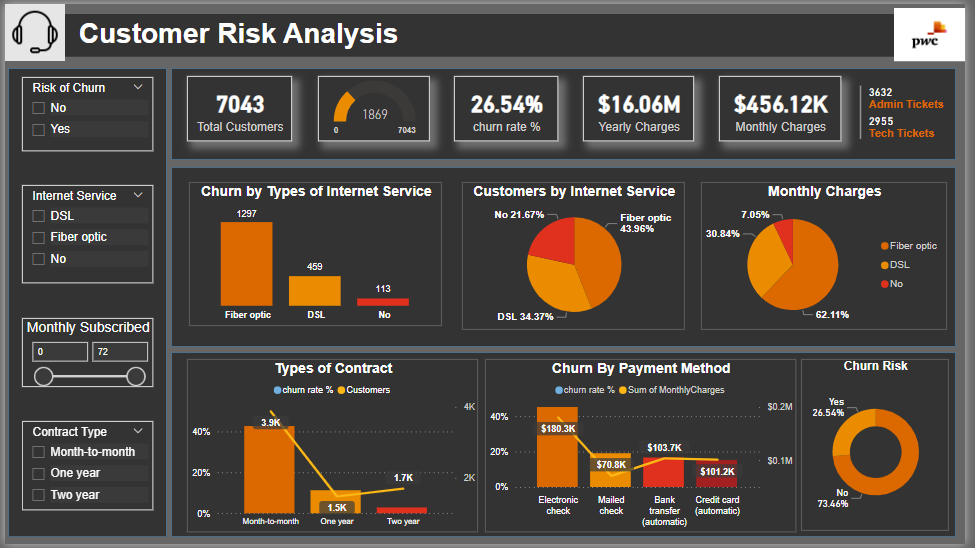 Customer Risk Analysis
pwc
Risk of Churn
No
Yes
Internet Service
DSL
Fiber optic
No
Monthly Subscribed
0 72
Contract Type
Month-to-month
One year
Two year
7043
Total Customers
1869
0 7043
26.54%
churn rate %
$16.06M
Yearly Charges
$456.12K
Monthly Charges
3632
Admin Tickets
2955
Tech Tickets
Churn by Types of Internet Service
1297
459
113
Fiber optic DSL No
Customers by Internet Service
No 21.67%
Fiber optic
43.96%
DSL 34.37%
Monthly Charges
7.05%
30.84%
62.11%
Fiber optic
DSL
No
Types of Contract
churn rate % Customers
4K
3.9K
40%
20%
2K
1.7K
1.5K
0%
Month-to-month One year Two year
Churn By Payment Method
churn rate % Sum of MonthlyCharges
$0.2M
40%
$180.3K
$103.7K
20%
$70.8K
$0.1M
$101.2K
0%
Electronic
check
Mailed
check
Bank
transfer
(automatic)
Credit card
(automatic)
Churn Risk
Yes
26.54%
No
73.46%